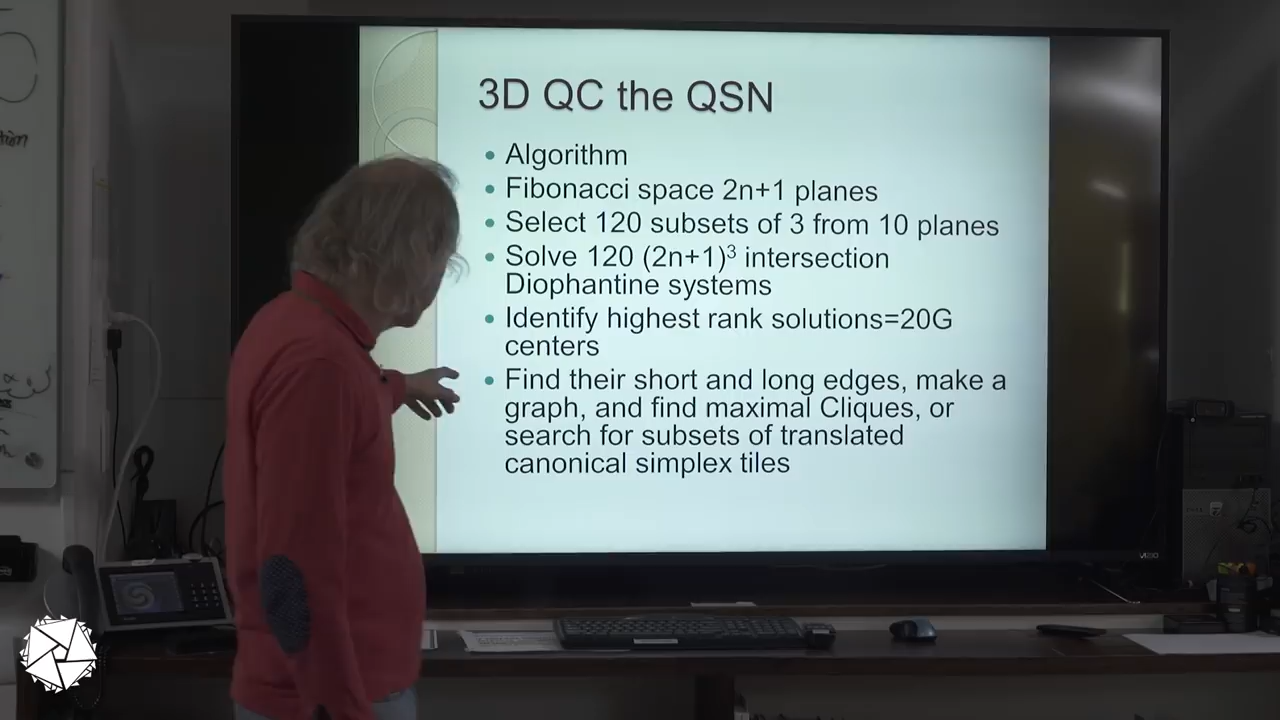 3D QC the QSN
• Algorithm
• Fibonacci space 2n+1 planes
• Select 120 subsets of 3 from 10 planes
• Solve 120 (2n+1)³ intersection
Diophantine systems
• Identify highest rank solutions=20G
centers
• Find their short and long edges, make a
graph, and find maximal Cliques, or
search for subsets of translated
canonical simplex tiles
VIZIO